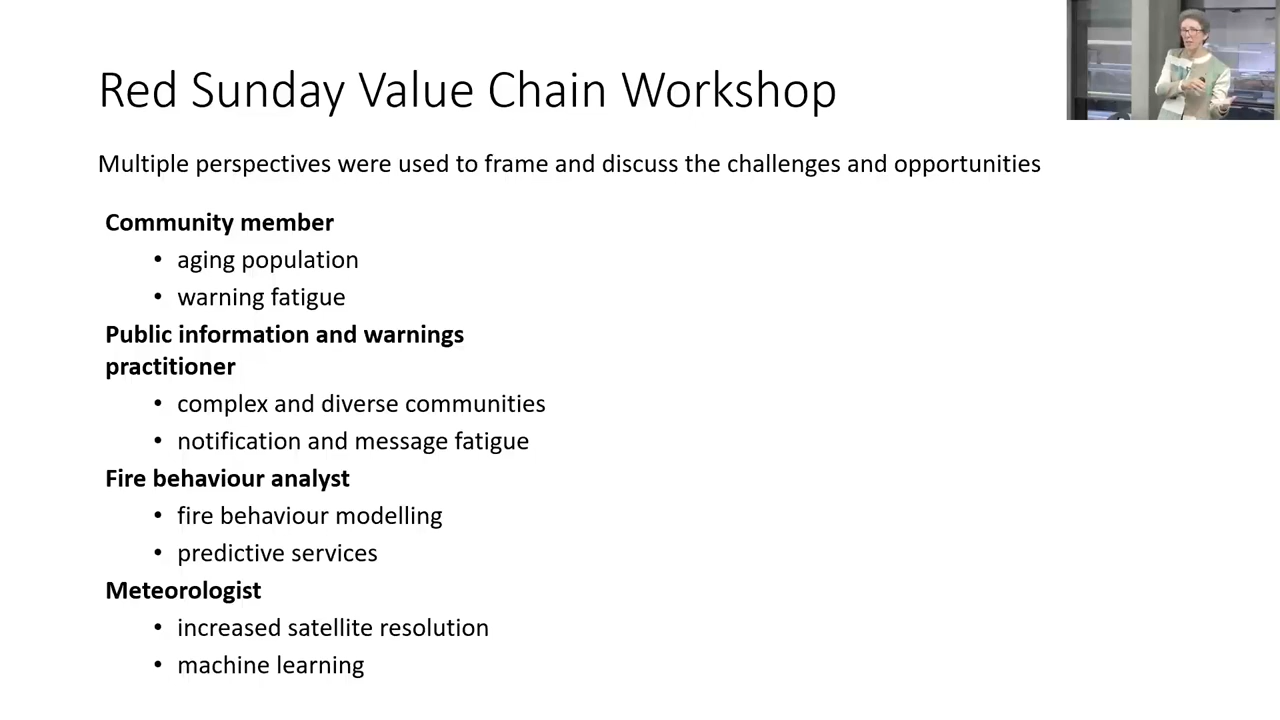 Red Sunday Value Chain Workshop
Multiple perspectives were used to frame and discuss the challenges and opportunities
Community member
• aging population
• warning fatigue
Public information and warnings
practitioner
• complex and diverse communities
• notification and message fatigue
Fire behaviour analyst
• fire behaviour modelling
• predictive services
Meteorologist
• increased satellite resolution
• machine learning